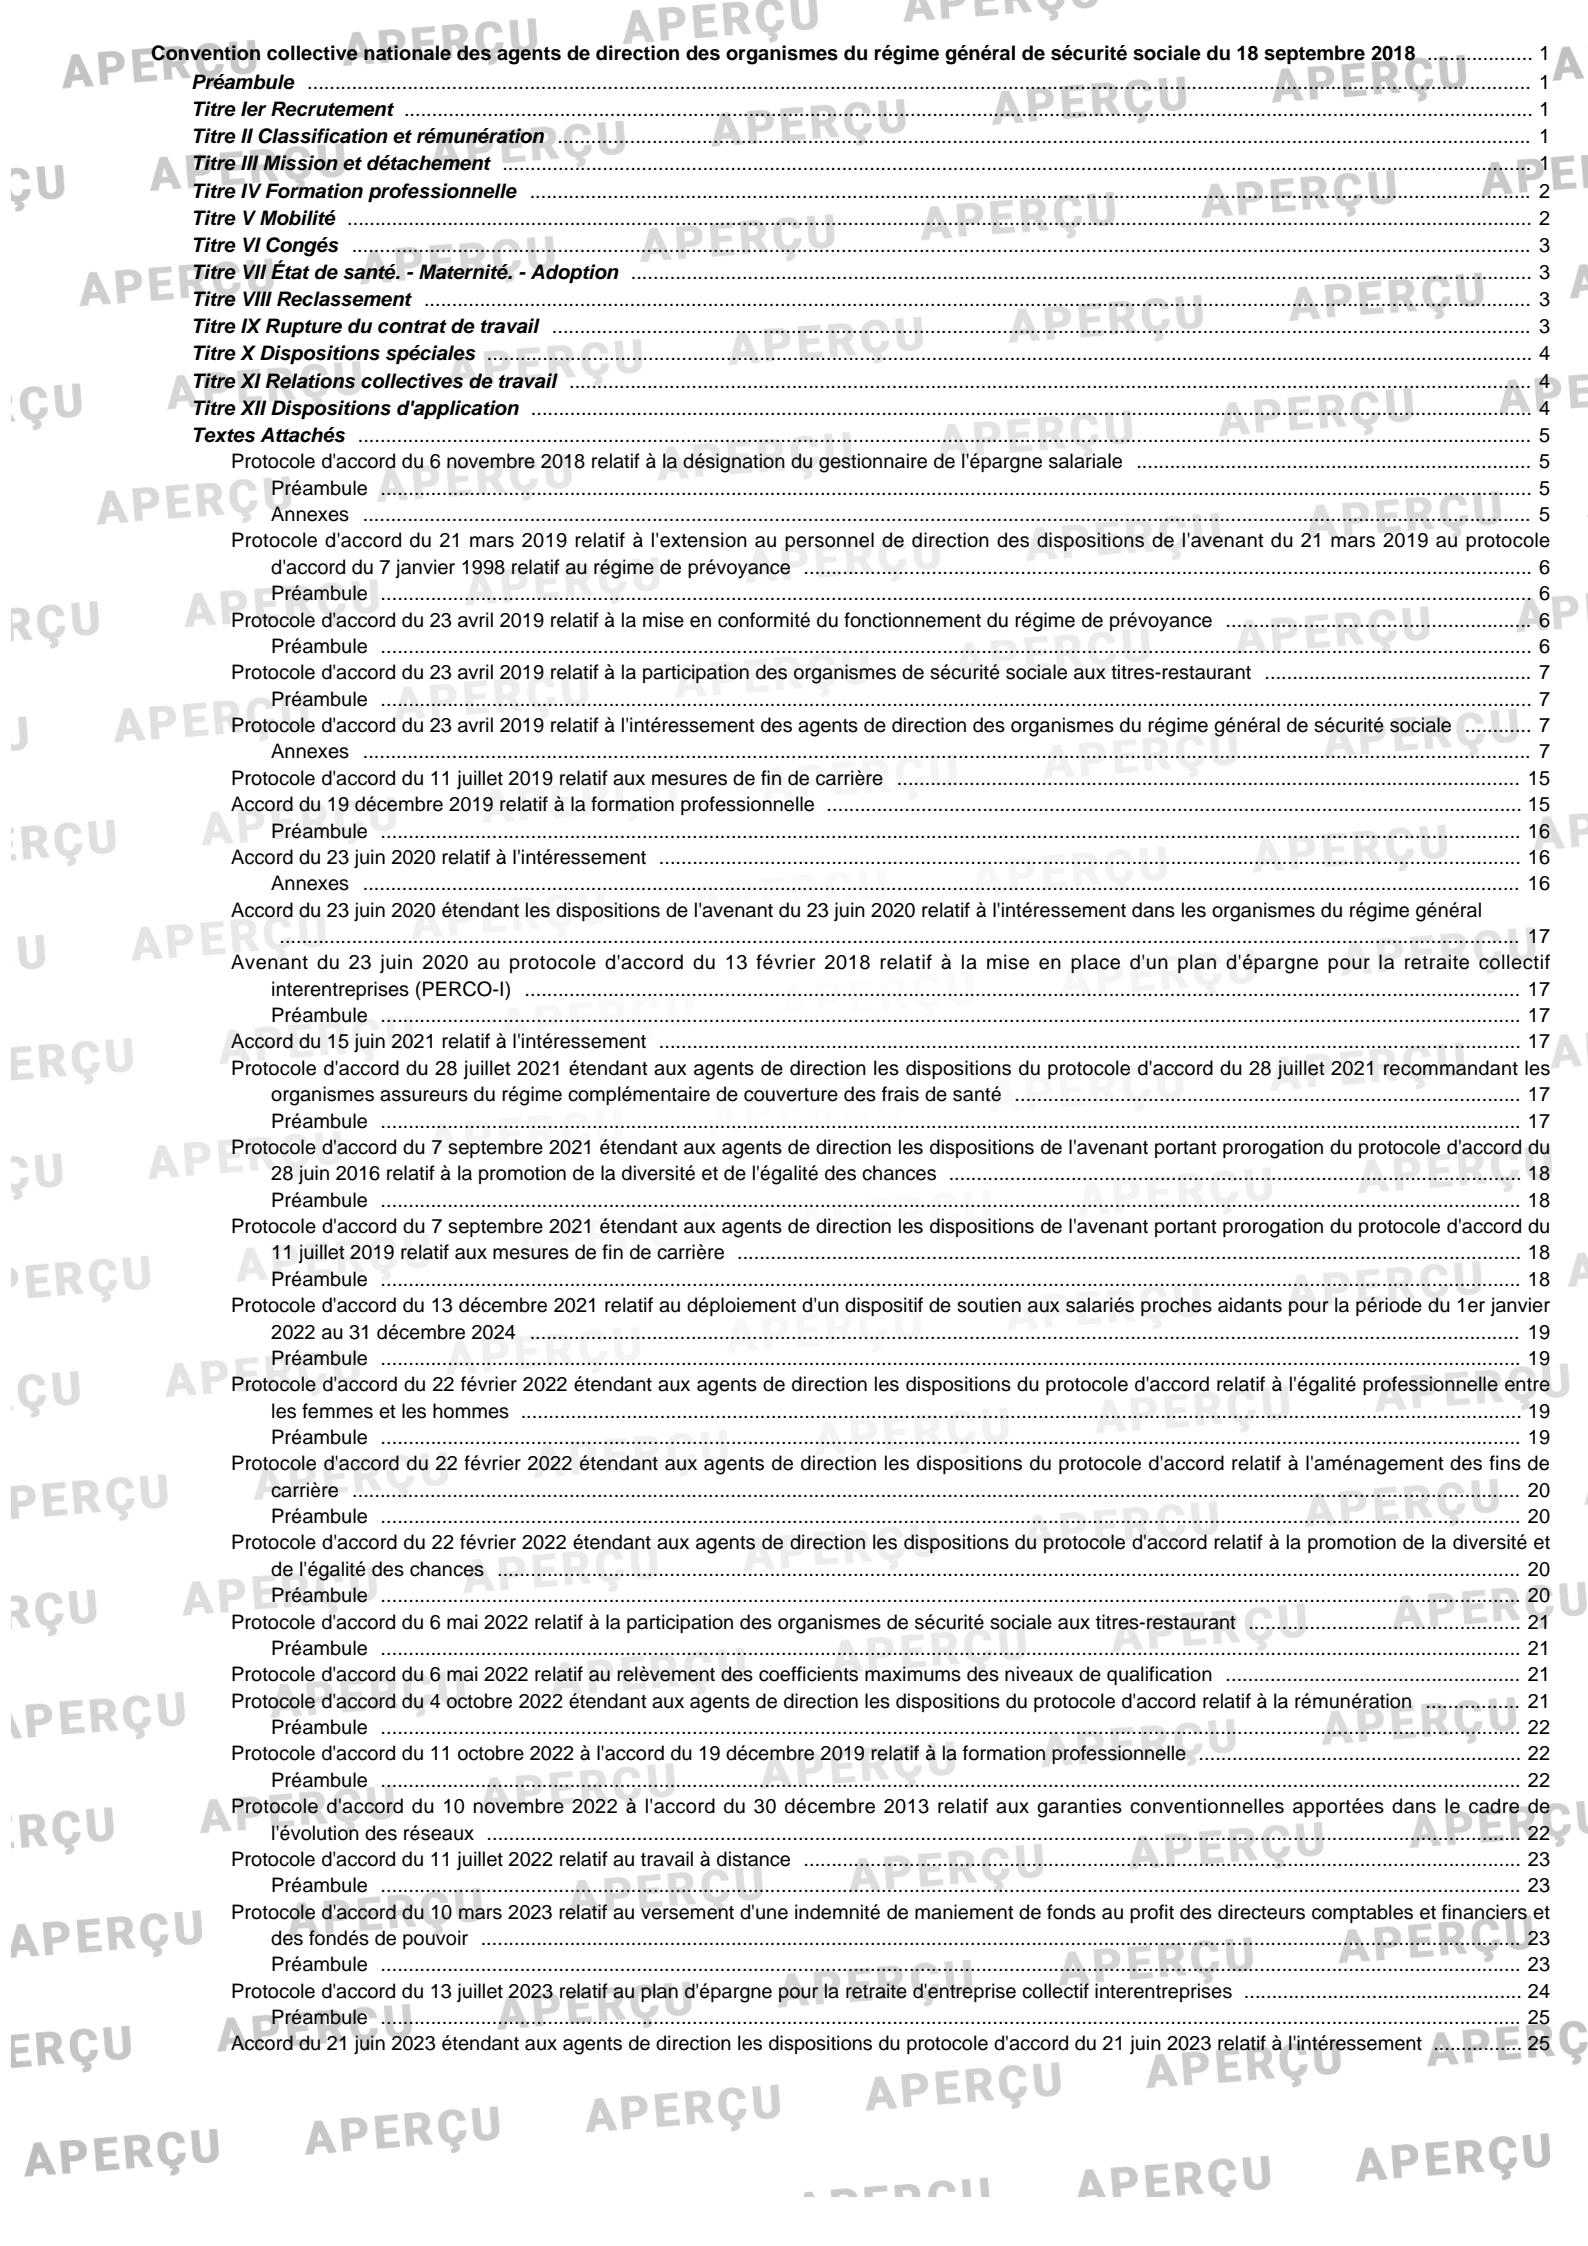 Convention collective nationale des agents de direction des organismes du régime général de sécurité sociale du 18 septembre 2018 .................. 1
Préambule .................. 1
Titre Ier Recrutement .................. 1
Titre II Classification et rémunération .................. 1
Titre III Mission et détachement .................. 1
Titre IV Formation professionnelle .................. 2
Titre V Mobilité .................. 2
Titre VI Congés .................. 3
Titre VII État de santé. - Maternité. - Adoption .................. 3
Titre VIII Reclassement .................. 3
Titre IX Rupture du contrat de travail .................. 3
Titre X Dispositions spéciales .................. 4
Titre XI Relations collectives de travail .................. 4
Titre XII Dispositions d'application .................. 4
Textes Attachés .................. 5
Protocole d'accord du 6 novembre 2018 relatif à la désignation du gestionnaire de l'épargne salariale .................. 5
Préambule .................. 5
Annexes .................. 5
Protocole d'accord du 21 mars 2019 relatif à l'extension au personnel de direction des dispositions de l'avenant du 21 mars 2019 au protocole
d'accord du 7 janvier 1998 relatif au régime de prévoyance .................. 6
Préambule .................. 6
Protocole d'accord du 23 avril 2019 relatif à la mise en conformité du fonctionnement du régime de prévoyance .................. 6
Préambule .................. 6
Protocole d'accord du 23 avril 2019 relatif à la participation des organismes de sécurité sociale aux titres-restaurant .................. 7
Préambule .................. 7
Protocole d'accord du 23 avril 2019 relatif à l'intéressement des agents de direction des organismes du régime général de sécurité sociale ............ 7
Annexes .................. 7
Protocole d'accord du 11 juillet 2019 relatif aux mesures de fin de carrière .................. 15
Accord du 19 décembre 2019 relatif à la formation professionnelle .................. 15
Préambule .................. 16
Accord du 23 juin 2020 relatif à l'intéressement .................. 16
Annexes .................. 16
Accord du 23 juin 2020 étendant les dispositions de l'avenant du 23 juin 2020 relatif à l'intéressement dans les organismes du régime général
.................. 17
Avenant du 23 juin 2020 au protocole d'accord du 13 février 2018 relatif à la mise en place d'un plan d'épargne pour la retraite collectif
interentreprises (PERCO-I) .................. 17
Préambule .................. 17
Accord du 15 juin 2021 relatif à l'intéressement .................. 17
Protocole d'accord du 28 juillet 2021 étendant aux agents de direction les dispositions du protocole d'accord du 28 juillet 2021 recommandant les
organismes assureurs du régime complémentaire de couverture des frais de santé .................. 17
Préambule .................. 17
Protocole d'accord du 7 septembre 2021 étendant aux agents de direction les dispositions de l'avenant portant prorogation du protocole d'accord du
28 juin 2016 relatif à la promotion de la diversité et de l'égalité des chances .................. 18
Préambule .................. 18
Protocole d'accord du 7 septembre 2021 étendant aux agents de direction les dispositions de l'avenant portant prorogation du protocole d'accord du
11 juillet 2019 relatif aux mesures de fin de carrière .................. 18
Préambule .................. 18
Protocole d'accord du 13 décembre 2021 relatif au déploiement d'un dispositif de soutien aux salariés proches aidants pour la période du 1er janvier
2022 au 31 décembre 2024 .................. 19
Préambule .................. 19
Protocole d'accord du 22 février 2022 étendant aux agents de direction les dispositions du protocole d'accord relatif à l'égalité professionnelle entre
les femmes et les hommes .................. 19
Préambule .................. 19
Protocole d'accord du 22 février 2022 étendant aux agents de direction les dispositions du protocole d'accord relatif à l'aménagement des fins de
carrière .................. 20
Préambule .................. 20
Protocole d'accord du 22 février 2022 étendant aux agents de direction les dispositions du protocole d'accord relatif à la promotion de la diversité et
de l'égalité des chances .................. 20
Préambule .................. 20
Protocole d'accord du 6 mai 2022 relatif à la participation des organismes de sécurité sociale aux titres-restaurant .................. 21
Préambule .................. 21
Protocole d'accord du 6 mai 2022 relatif au relèvement des coefficients maximums des niveaux de qualification .................. 21
Protocole d'accord du 4 octobre 2022 étendant aux agents de direction les dispositions du protocole d'accord relatif à la rémunération .................. 21
Préambule .................. 22
Protocole d'accord du 11 octobre 2022 à l'accord du 19 décembre 2019 relatif à la formation professionnelle .................. 22
Préambule .................. 22
Protocole d'accord du 10 novembre 2022 à l'accord du 30 décembre 2013 relatif aux garanties conventionnelles apportées dans le cadre de
l'évolution des réseaux .................. 22
Protocole d'accord du 11 juillet 2022 relatif au travail à distance .................. 23
Préambule .................. 23
Protocole d'accord du 10 mars 2023 relatif au versement d'une indemnité de maniement de fonds au profit des directeurs comptables et financiers et
des fondés de pouvoir .................. 23
Préambule .................. 23
Protocole d'accord du 13 juillet 2023 relatif au plan d'épargne pour la retraite d'entreprise collectif interentreprises .................. 24
Préambule .................. 25
Accord du 21 juin 2023 étendant aux agents de direction les dispositions du protocole d'accord du 21 juin 2023 relatif à l'intéressement ................ 25
APERÇU APERÇU APERÇU APERÇU